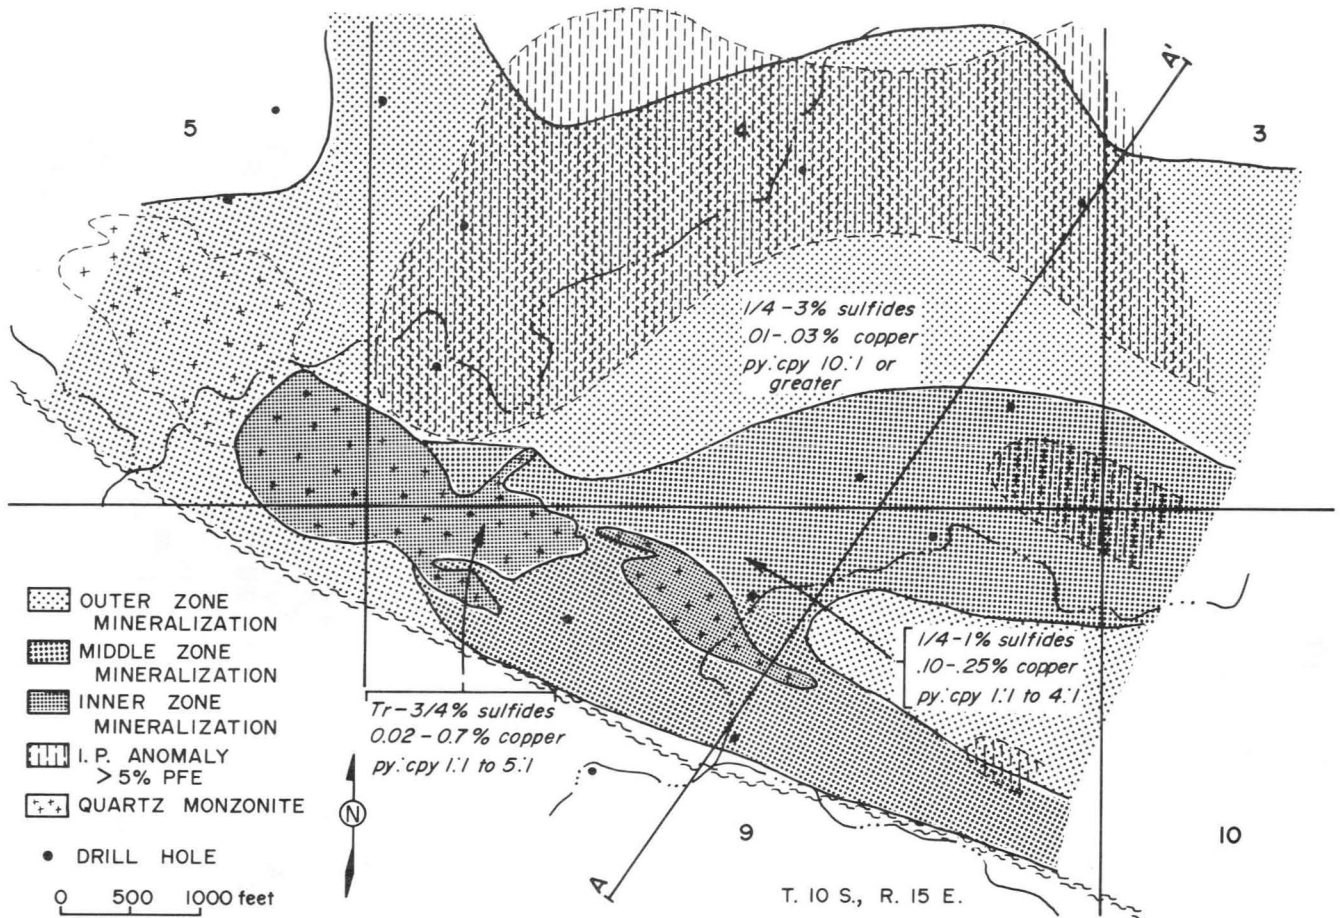 A'
5
4
3
1/4-3% sulfides
.01-.03% copper
py:cpy 10:1 or
greater
OUTER ZONE
MINERALIZATION
MIDDLE ZONE
MINERALIZATION
INNER ZONE
MINERALIZATION
I.P. ANOMALY
> 5% PFE
QUARTZ MONZONITE
DRILL HOLE
0 500 1000 feet
Tr-3/4% sulfides
0.02-0.7% copper
py:cpy 1:1 to 5:1
N
1/4-1% sulfides
.10-.25% copper
py:cpy 1:1 to 4:1
9
10
A
T. 10 S., R. 15 E.